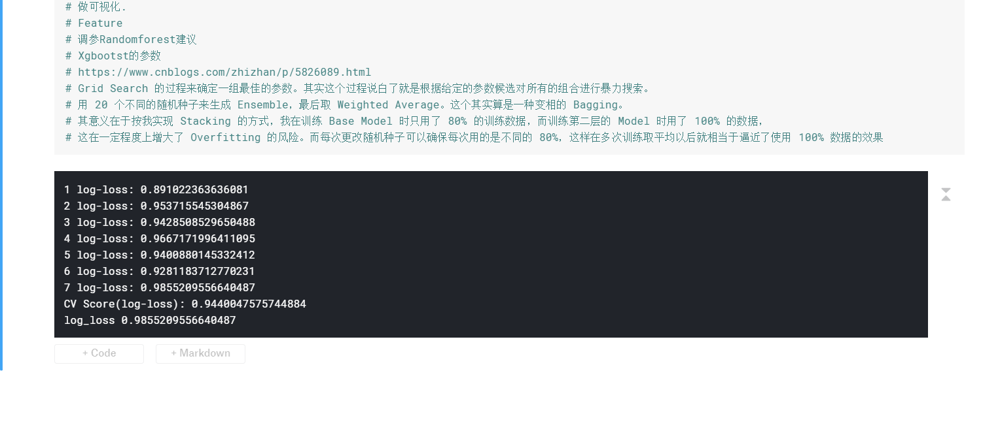 # 做可视化.
# Feature
# 调参Randomforest建议
# Xgbootst的参数
# https://www.cnblogs.com/zhizhan/p/5826089.html
# Grid Search 的过程来确定一组最佳的参数。其实这个过程说白了就是根据给定的参数候选对所有的组合进行暴力搜索。
# 用 20 个不同的随机种子来生成 Ensemble，最后取 Weighted Average。这个其实算是一种变相的 Bagging。
# 其意义在于按我实现 Stacking 的方式，我在训练 Base Model 时只用了 80% 的训练数据，而训练第二层的 Model 时用了 100% 的数据，
# 这在一定程度上增大了 Overfitting 的风险。而每次更改随机种子可以确保每次用的是不同的 80%，这样在多次训练取平均以后就相当于逼近了使用 100% 数据的效果
1 log-loss: 0.891022363636081
2 log-loss: 0.953715545304867
3 log-loss: 0.9428508529650488
4 log-loss: 0.9667171996411095
5 log-loss: 0.9400880145332412
6 log-loss: 0.9281183712770231
7 log-loss: 0.9855209556640487
CV Score(log-loss): 0.9440047575744884
log_loss 0.9855209556640487
+ Code
+ Markdown